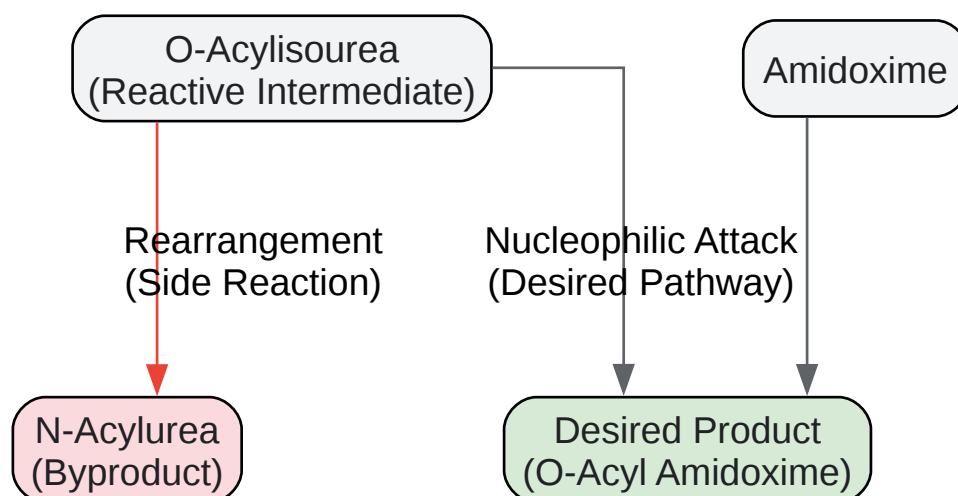 O-Acylisourea
(Reactive Intermediate)
Amidoxime
Rearrangement
(Side Reaction)
Nucleophilic Attack
(Desired Pathway)
N-Acylurea
(Byproduct)
Desired Product
(O-Acyl Amidoxime)